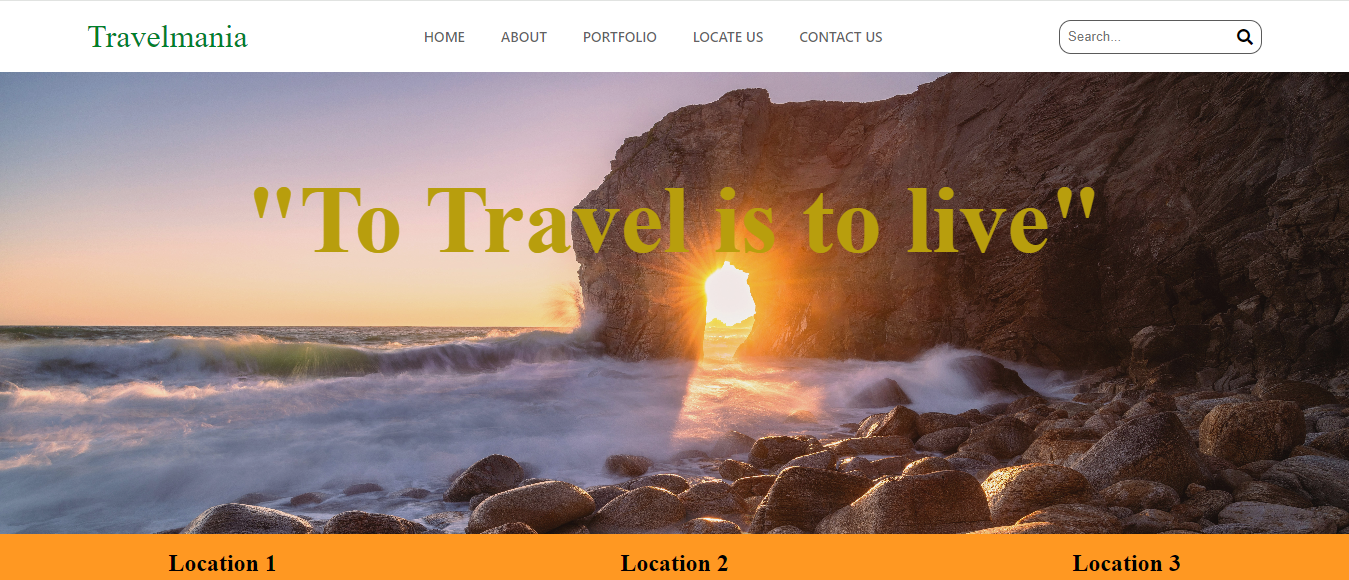 Travelmania
HOME ABOUT PORTFOLIO LOCATE US CONTACT US
Search...
"To Travel is to live"
Location 1 Location 2 Location 3